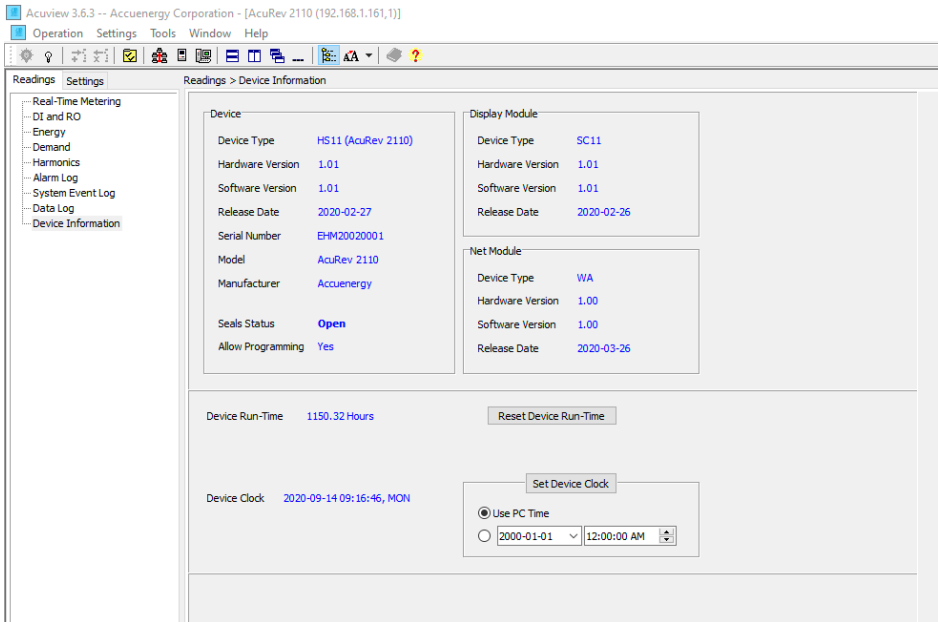 Acuview 3.6.3 -- Accuenergy Corporation - [AcuRev 2110 (192.168.1.161,1)]
Operation Settings Tools Window Help
Readings Settings
Readings > Device Information
Real-Time Metering
DI and RO
Energy
Demand
Harmonics
Alarm Log
System Event Log
Data Log
Device Information
Device
Device Type HS11 (AcuRev 2110)
Hardware Version 1.01
Software Version 1.01
Release Date 2020-02-27
Serial Number EHM20020001
Model AcuRev 2110
Manufacturer Accuenergy
Seals Status Open
Allow Programming Yes
Display Module
Device Type SC11
Hardware Version 1.01
Software Version 1.01
Release Date 2020-02-26
Net Module
Device Type WA
Hardware Version 1.00
Software Version 1.00
Release Date 2020-03-26
Device Run-Time 1150.32 Hours
Reset Device Run-Time
Device Clock 2020-09-14 09:16:46, MON
Set Device Clock
Use PC Time
2000-01-01 12:00:00 AM